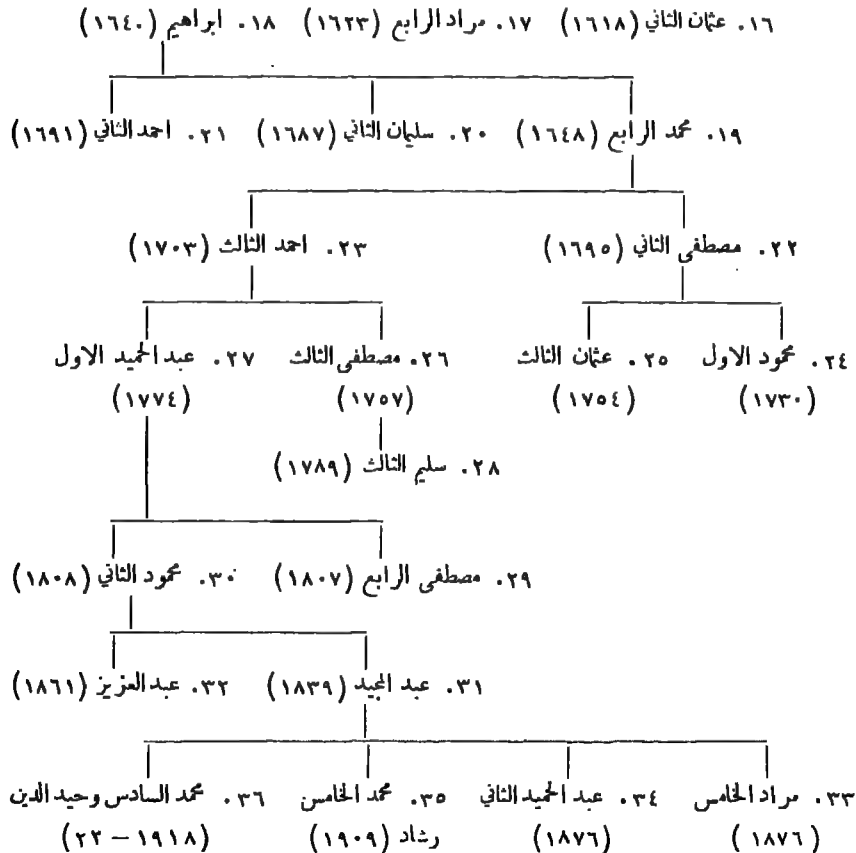 ١٦. عثمان الثاني (١٦١٨) ١٧. مراد الرابع (١٦٢٣) ١٨. ابراهيم (١٦٤٠)
١٩. محمد الرابع (١٦٤٨) ٢٠. سليمان الثاني (١٦٨٧) ٢١. احمد الثاني (١٦٩١)
٢٢. مصطفى الثاني (١٦٩٥) ٢٣. احمد الثالث (١٧٠٣)
٢٤. محمود الاول ٢٥. عثمان الثالث ٢٦. مصطفى الثالث ٢٧. عبد الحميد الاول
(١٧٣٠) (١٧٥٤) (١٧٥٧) (١٧٧٤)
٢٨. سليم الثالث (١٧٨٩)
٢٩. مصطفى الرابع (١٨٠٧) ٣٠. محمود الثاني (١٨٠٨)
٣١. عبد المجيد (١٨٣٩) ٣٢. عبد العزيز (١٨٦١)
٣٣. مراد الخامس ٣٤. عبد الحميد الثاني ٣٥. محمد الخامس ٣٦. محمد السادس وحيد الدين
(١٨٧٦) (١٨٧٦) رشاد (١٩٠٩) (١٩١٨ – ٢٢)